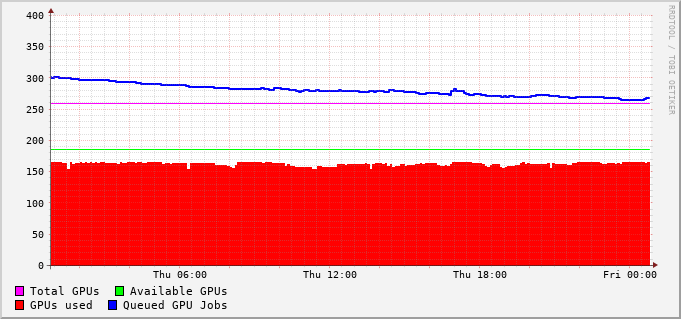 400
350
300
250
200
150
100
50
0
Thu 06:00 Thu 12:00 Thu 18:00 Fri 00:00
Total GPUs Available GPUs
GPUs used Queued GPU Jobs
RRDTOOL / TOBI OETIKER